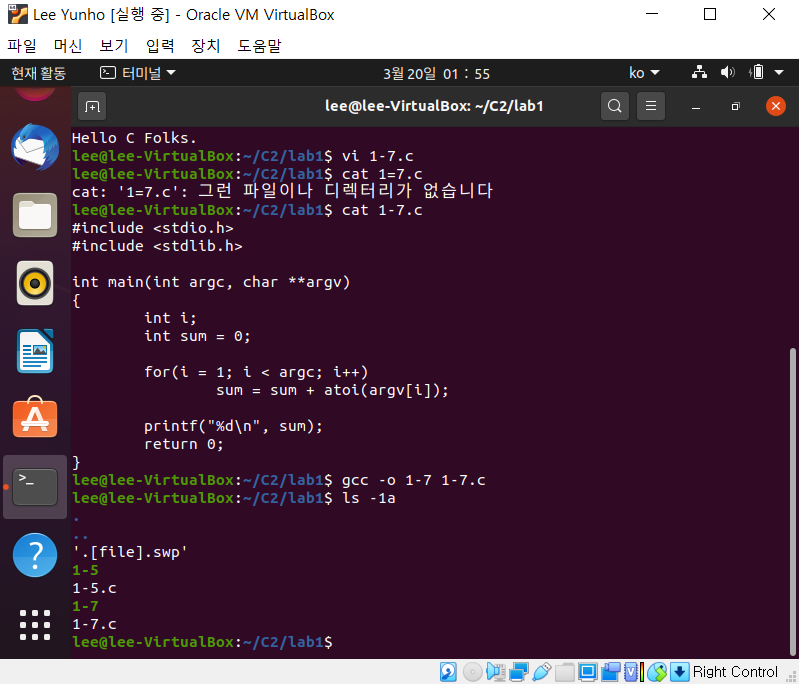 Lee Yunho [실행 중] - Oracle VM VirtualBox
파일 머신 보기 입력 장치 도움말
현재 활동 터미널 3월 20일 01 : 55 ko
lee@lee-VirtualBox: ~/C2/lab1
Hello C Folks.
lee@lee-VirtualBox:~/C2/lab1$ vi 1-7.c
lee@lee-VirtualBox:~/C2/lab1$ cat 1=7.c
cat: '1=7.c': 그런 파일이나 디렉터리가 없습니다
lee@lee-VirtualBox:~/C2/lab1$ cat 1-7.c
#include <stdio.h>
#include <stdlib.h>
int main(int argc, char **argv)
{
int i;
int sum = 0;
for(i = 1; i < argc; i++)
sum = sum + atoi(argv[i]);
printf("%d\n", sum);
return 0;
}
lee@lee-VirtualBox:~/C2/lab1$ gcc -o 1-7 1-7.c
lee@lee-VirtualBox:~/C2/lab1$ ls -1a
.
..
'.[file].swp'
1-5
1-5.c
1-7
1-7.c
lee@lee-VirtualBox:~/C2/lab1$
Right Control